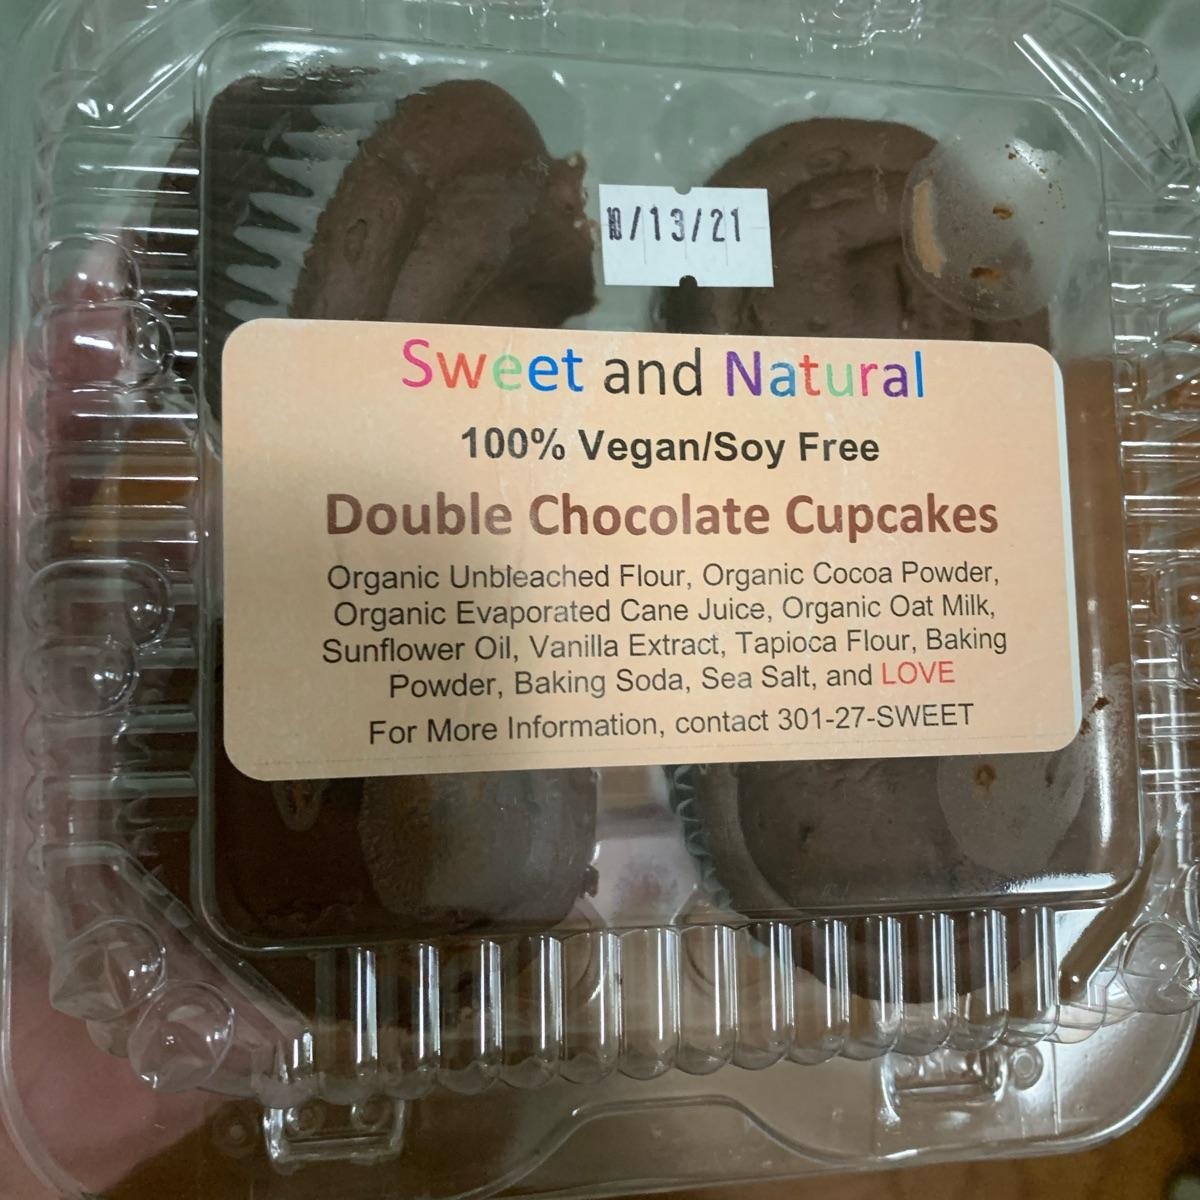 10/13/21
Sweet and Natural
100% Vegan/Soy Free
Double Chocolate Cupcakes
Organic Unbleached Flour, Organic Cocoa Powder,
Organic Evaporated Cane Juice, Organic Oat Milk,
Sunflower Oil, Vanilla Extract, Tapioca Flour, Baking
Powder, Baking Soda, Sea Salt, and LOVE
For More Information, contact 301-27-SWEET